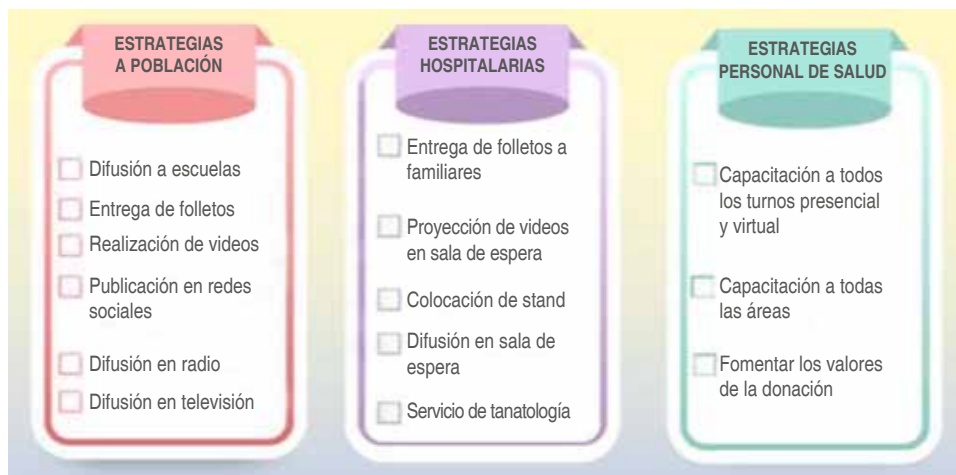 ESTRATEGIAS
A POBLACIÓN
Difusión a escuelas
Entrega de folletos
Realización de videos
Publicación en redes
sociales
Difusión en radio
Difusión en televisión
ESTRATEGIAS
HOSPITALARIAS
Entrega de folletos a
familiares
Proyección de videos
en sala de espera
Colocación de stand
Difusión en sala de
espera
Servicio de tanatología
ESTRATEGIAS
PERSONAL DE SALUD
Capacitación a todos
los turnos presencial
y virtual
Capacitación a todas
las áreas
Fomentar los valores
de la donación